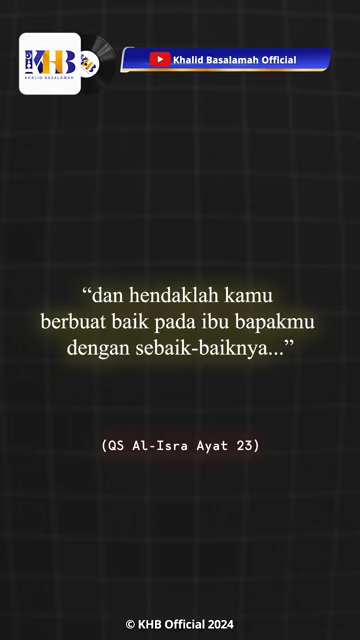 KHB
KHALID BASALAMAH
KHB
Khalid Basalamah Official
“dan hendaklah kamu
berbuat baik pada ibu bapakmu
dengan sebaik-baiknya...”
(QS Al-Isra Ayat 23)
© KHB Official 2024